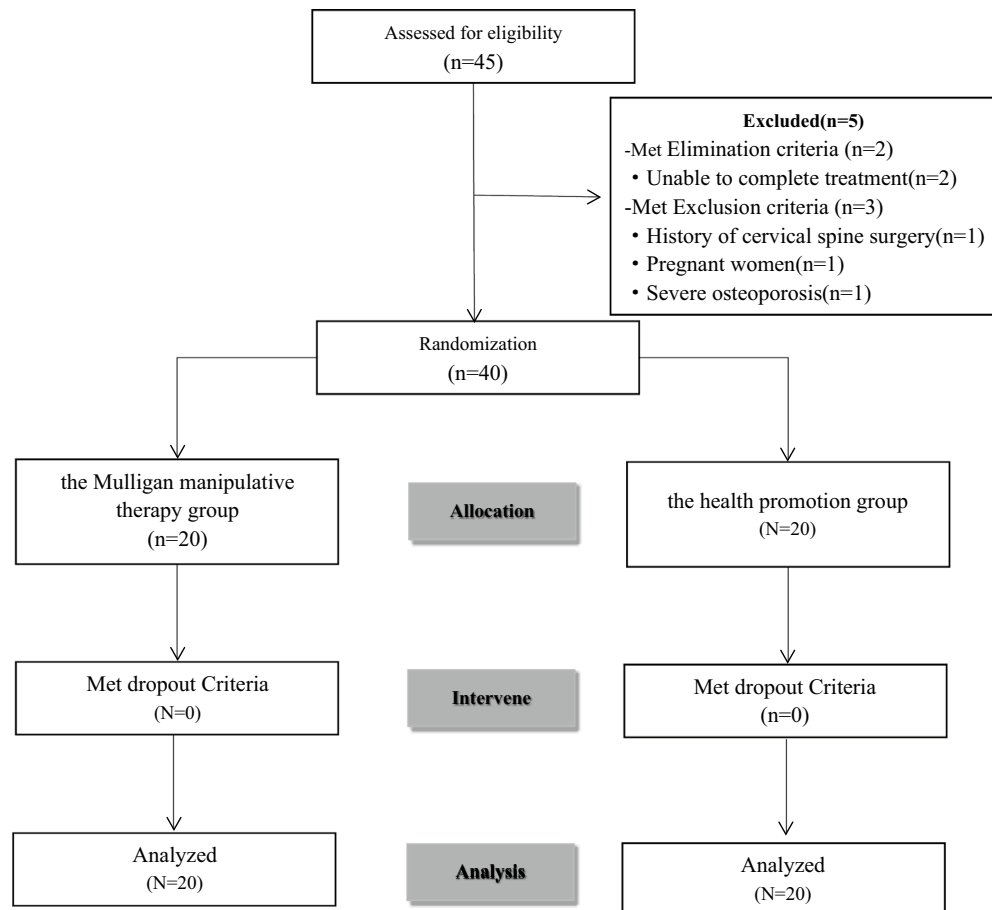 Assessed for eligibility
(n=45)
Excluded(n=5)
-Met Elimination criteria (n=2)
・Unable to complete treatment(n=2)
-Met Exclusion criteria (n=3)
・History of cervical spine surgery(n=1)
・Pregnant women(n=1)
・Severe osteoporosis(n=1)
Randomization
(n=40)
the Mulligan manipulative
therapy group
(n=20)
Allocation
the health promotion group
(N=20)
Met dropout Criteria
(N=0)
Intervene
Met dropout Criteria
(n=0)
Analyzed
(N=20)
Analysis
Analyzed
(N=20)